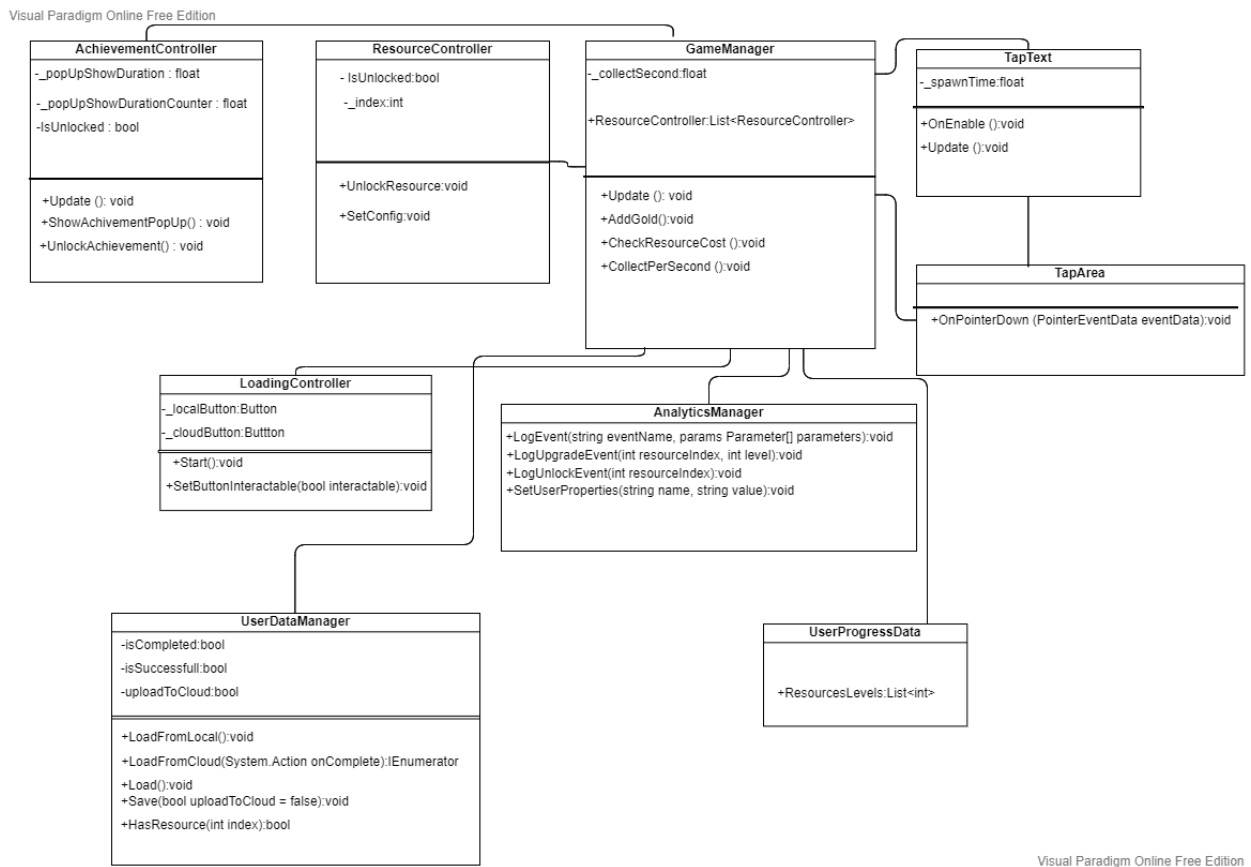 Visual Paradigm Online Free Edition
AchievementController
-_popUpShowDuration : float
-_popUpShowDurationCounter : float
-IsUnlocked : bool
+Update (): void
+ShowAchivementPopUp() : void
+UnlockAchievement() : void
ResourceController
- IsUnlocked:bool
-_index:int
+UnlockResource:void
+SetConfig:void
GameManager
-_collectSecond:float
+ResourceController:List<ResourceController>
+Update (): void
+AddGold():void
+CheckResourceCost ():void
+CollectPerSecond ():void
TapText
-_spawnTime:float
+OnEnable ():void
+Update ():void
TapArea
+OnPointerDown (PointerEventData eventData):void
LoadingController
-_localButton:Button
-_cloudButton:Buttton
+Start():void
+SetButtonInteractable(bool interactable):void
AnalyticsManager
+LogEvent(string eventName, params Parameter[] parameters):void
+LogUpgradeEvent(int resourceIndex, int level):void
+LogUnlockEvent(int resourceIndex):void
+SetUserProperties(string name, string value):void
UserDataManager
-isCompleted:bool
-isSuccessfull:bool
-uploadToCloud:bool
+LoadFromLocal():void
+LoadFromCloud(System.Action onComplete):IEnumerator
+Load():void
+Save(bool uploadToCloud = false):void
+HasResource(int index):bool
UserProgressData
+ResourcesLevels:List<int>
Visual Paradigm Online Free Edition